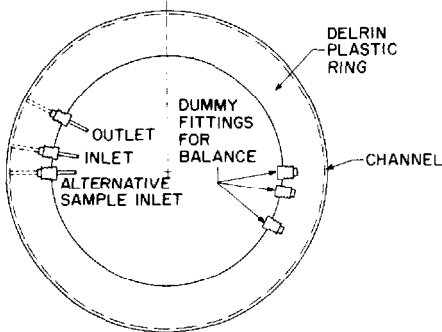 DELRIN
PLASTIC
RING
DUMMY
FITTINGS
FOR
BALANCE
OUTLET
INLET
ALTERNATIVE
SAMPLE INLET
CHANNEL